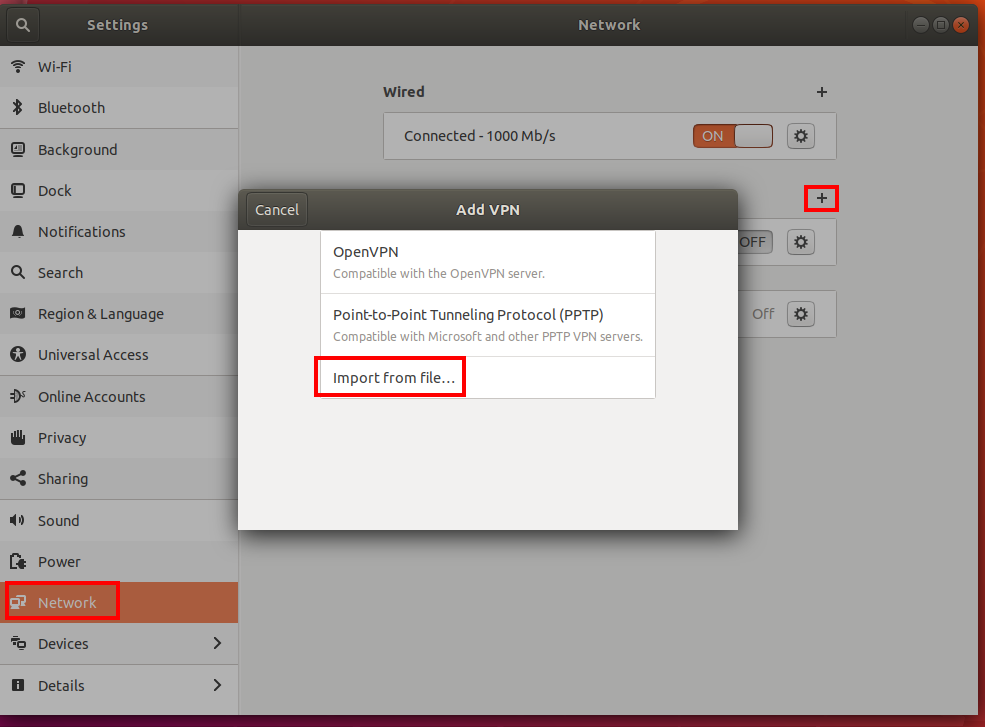 Settings
Network
Wi-Fi
Bluetooth
Background
Dock
Notifications
Search
Region & Language
Universal Access
Online Accounts
Privacy
Sharing
Sound
Power
Network
Devices
Details
Wired
+
Connected - 1000 Mb/s
ON
+
OFF
Off
Cancel
Add VPN
OpenVPN
Compatible with the OpenVPN server.
Point-to-Point Tunneling Protocol (PPTP)
Compatible with Microsoft and other PPTP VPN servers.
Import from file…